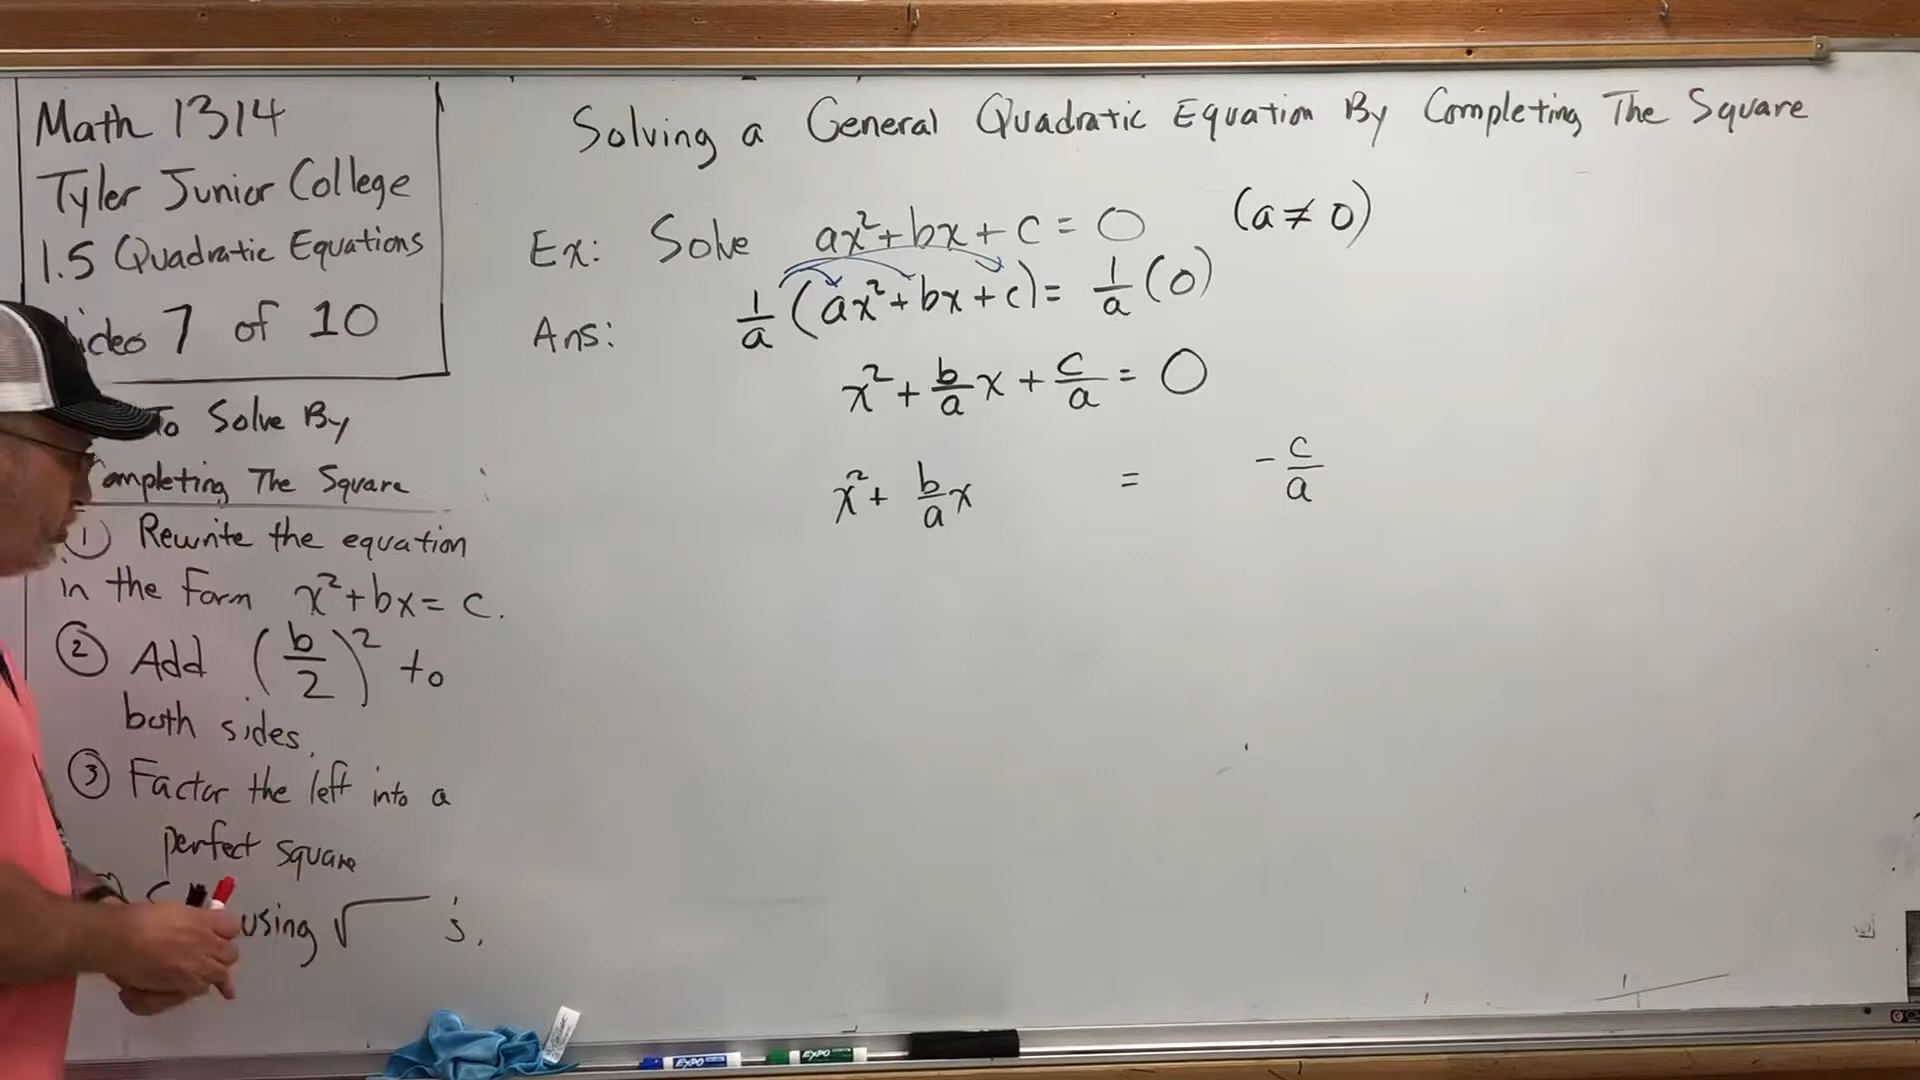 Math 1314
Tyler Junior College
1.5 Quadratic Equations
7 of 10
To Solve By
Completing The Square
① Rewrite the equation
in the form x²+bx= c.
② Add (b/2)² to
both sides.
③ Factor the left into a
perfect square
using √ 's.
Solving a General Quadratic Equation By Completing The Square
Ex: Solve ax²+bx+c=0 (a≠0)
Ans: 1/a (ax²+bx+c)= 1/a (0)
x²+ b/a x + c/a = 0
x²+ b/a x = - c/a
EXPO
EXPO